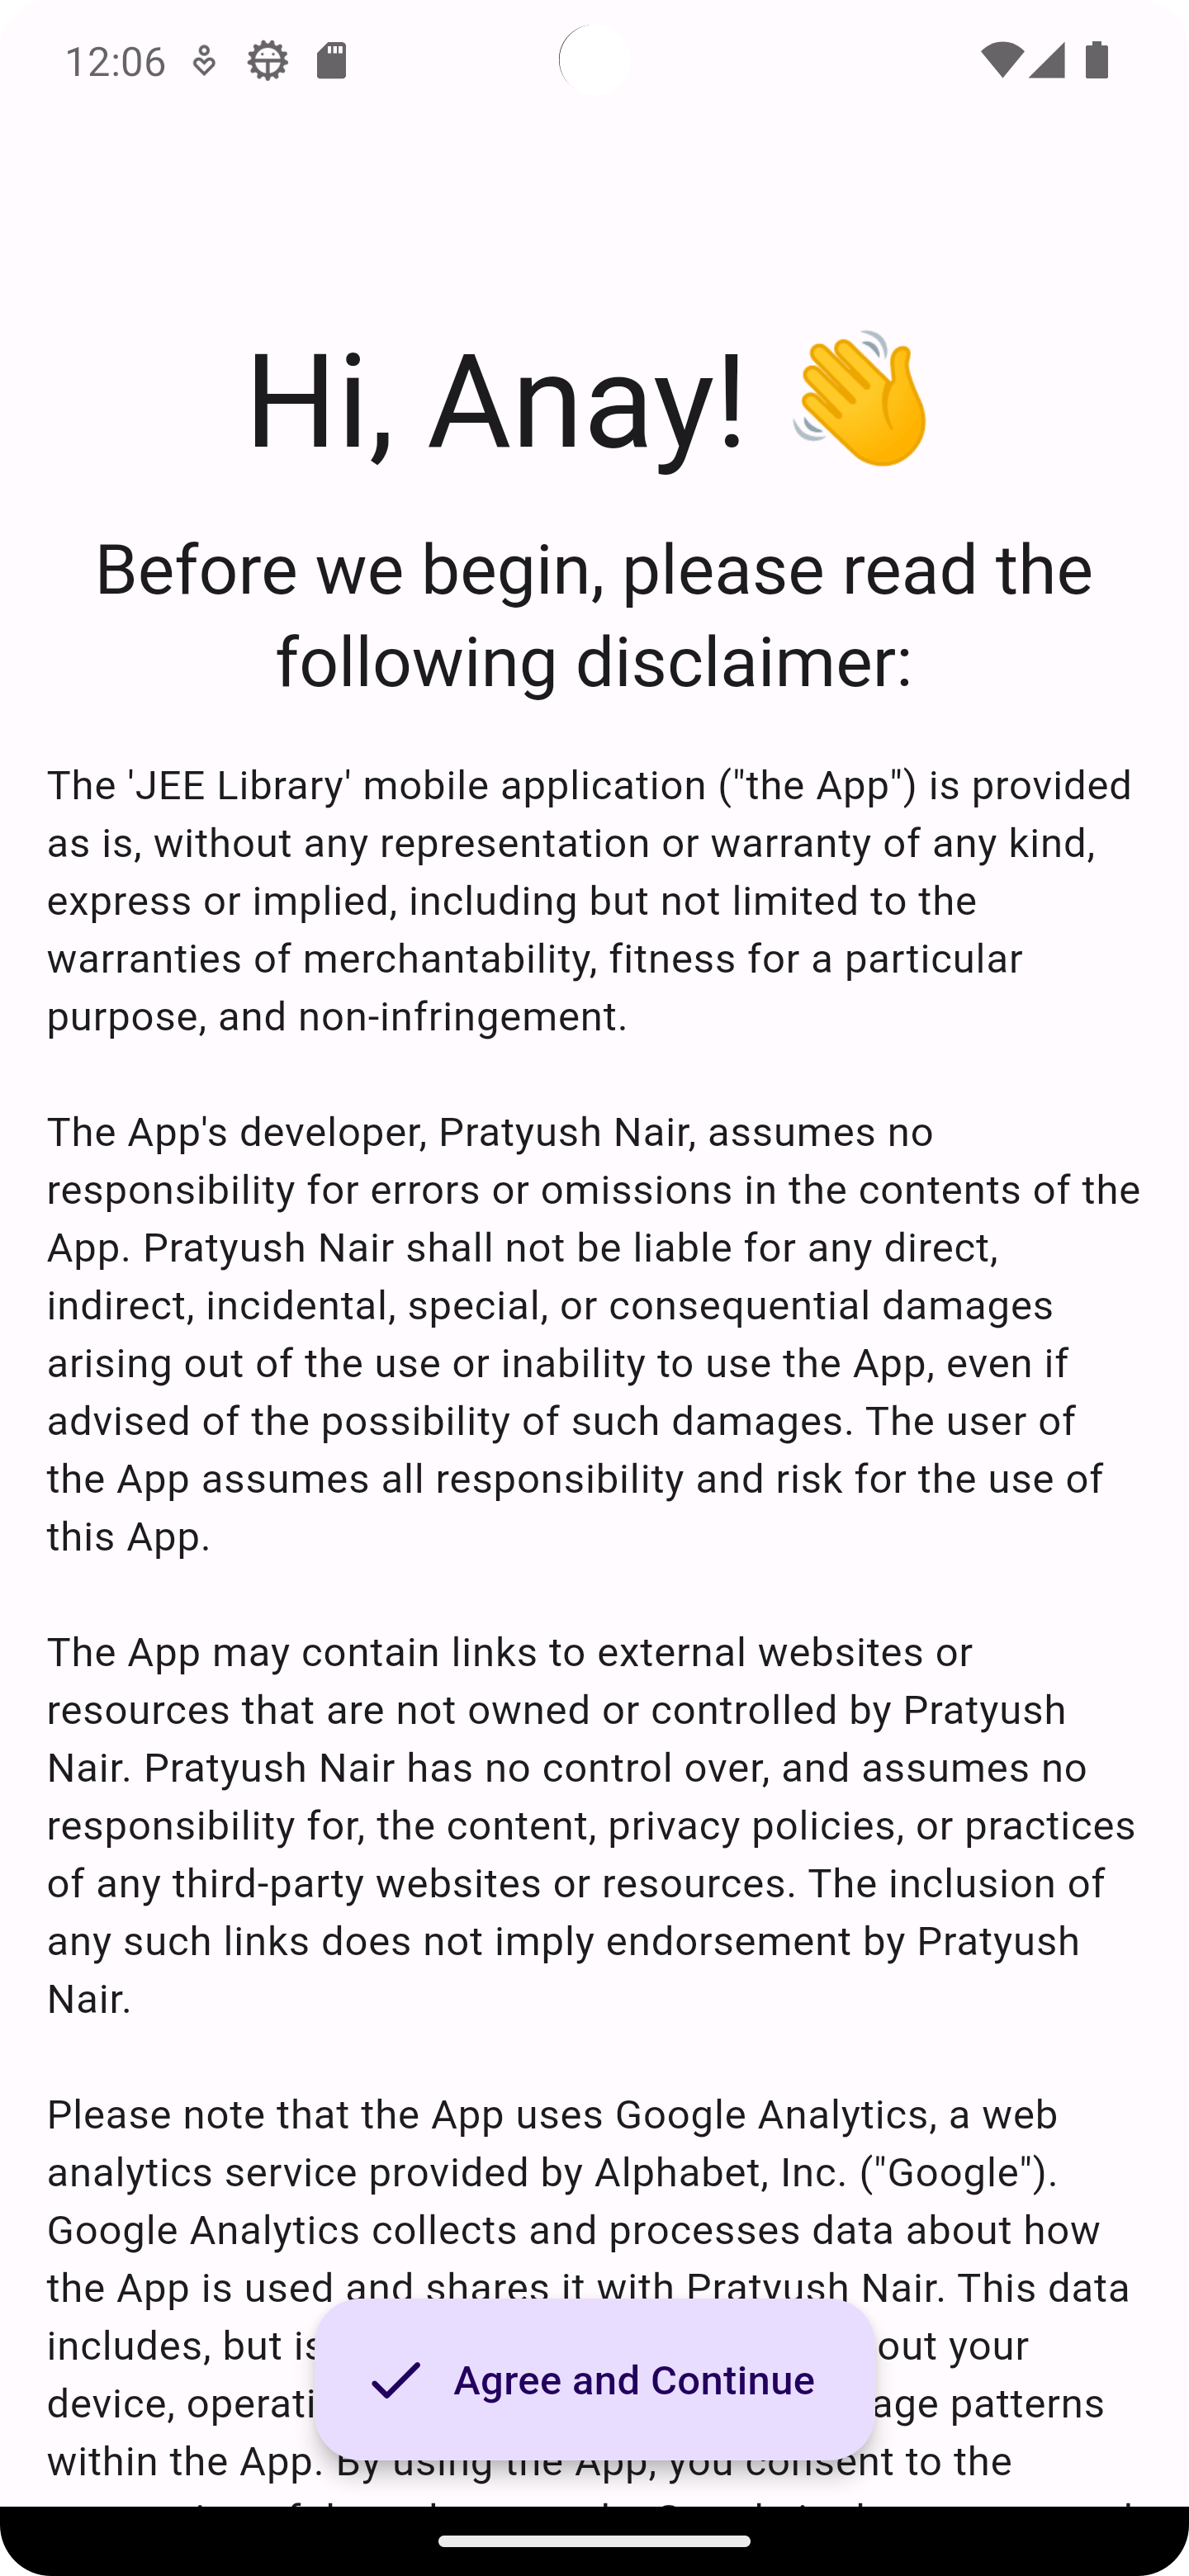 12:06
Hi, Anay! 👋
Before we begin, please read the
following disclaimer:
The 'JEE Library' mobile application ("the App") is provided
as is, without any representation or warranty of any kind,
express or implied, including but not limited to the
warranties of merchantability, fitness for a particular
purpose, and non-infringement.
The App's developer, Pratyush Nair, assumes no
responsibility for errors or omissions in the contents of the
App. Pratyush Nair shall not be liable for any direct,
indirect, incidental, special, or consequential damages
arising out of the use or inability to use the App, even if
advised of the possibility of such damages. The user of
the App assumes all responsibility and risk for the use of
this App.
The App may contain links to external websites or
resources that are not owned or controlled by Pratyush
Nair. Pratyush Nair has no control over, and assumes no
responsibility for, the content, privacy policies, or practices
of any third-party websites or resources. The inclusion of
any such links does not imply endorsement by Pratyush
Nair.
Please note that the App uses Google Analytics, a web
analytics service provided by Alphabet, Inc. ("Google").
Google Analytics collects and processes data about how
the App is used and shares it with Pratyush Nair. This data
includes, but your
device, patterns
within the App. By using the App, you consent to the
Agree and Continue